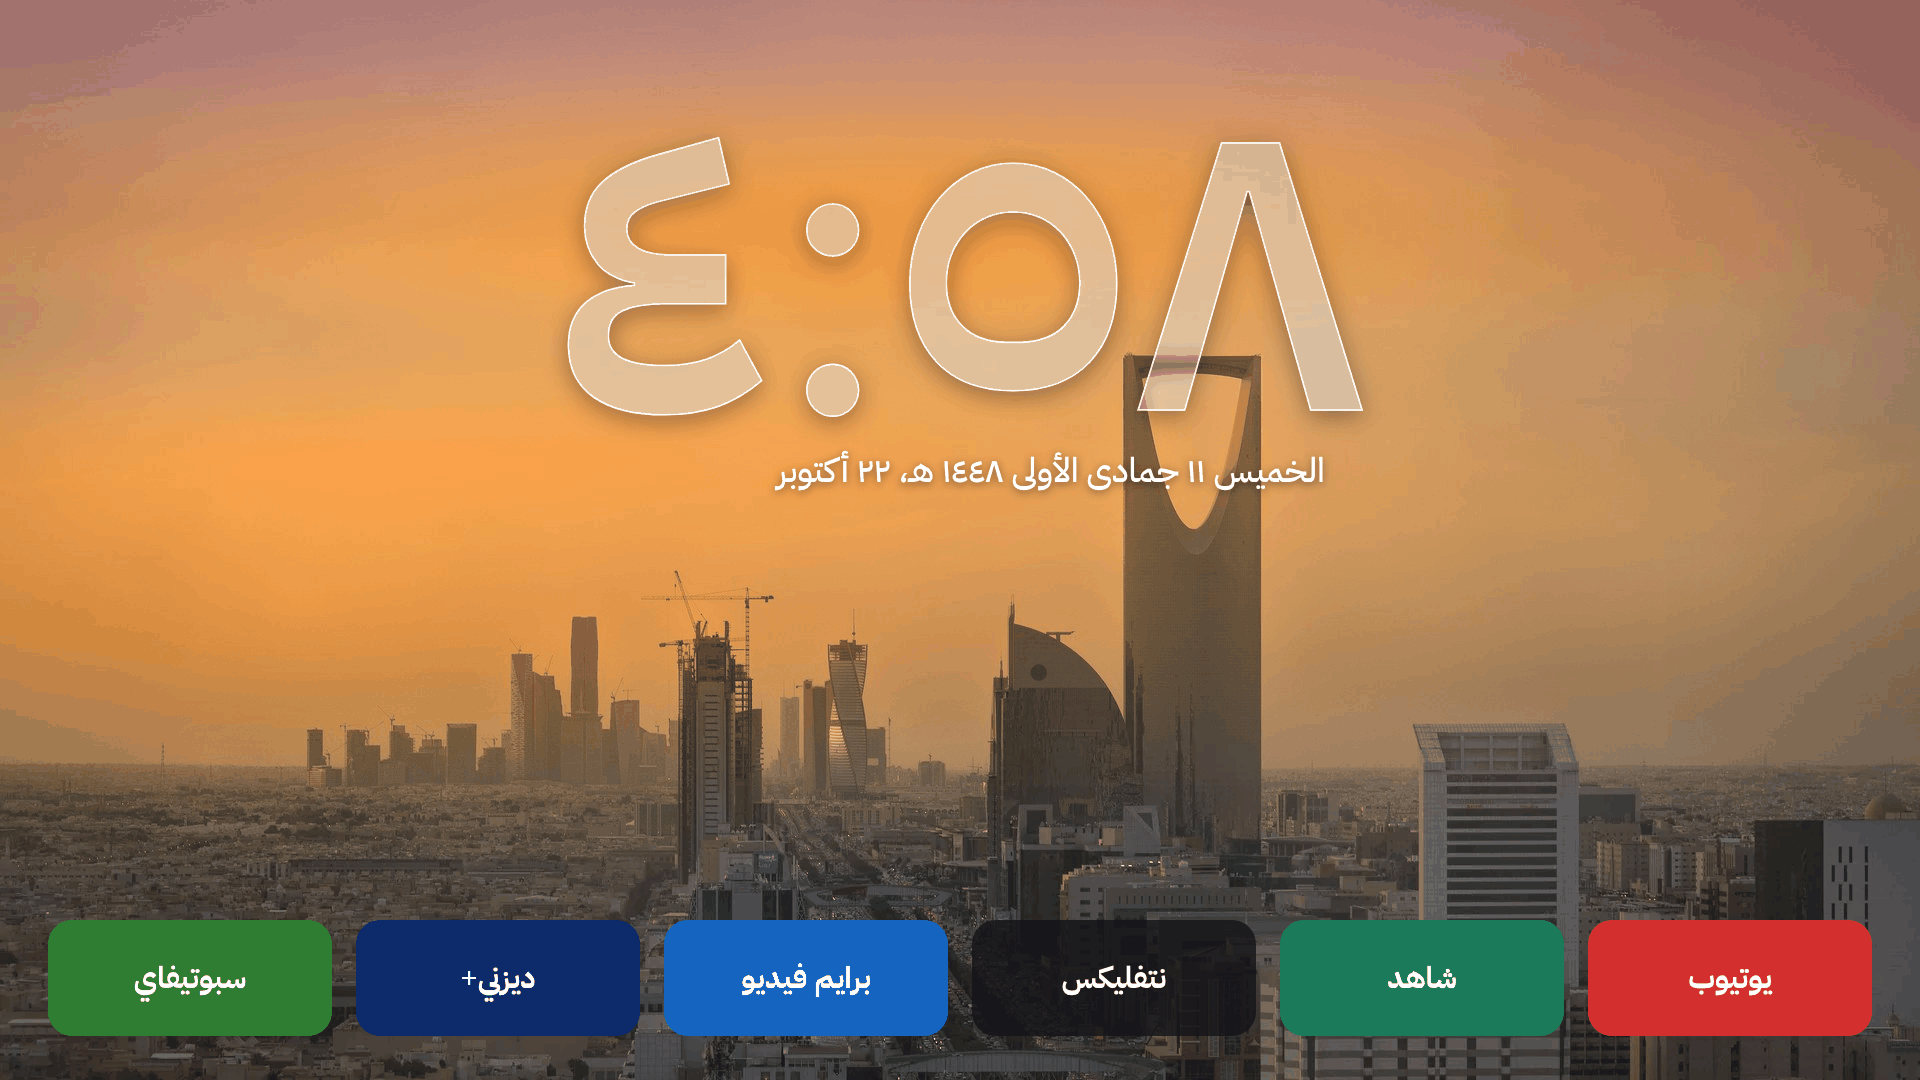 ٤:٥٨
الخميس ١١ جمادى الأولى ١٤٤٨ هـ، ٢٢ أكتوبر
يوتيوب
شاهد
نتفليكس
برايم فيديو
ديزني+
سبوتيفاي